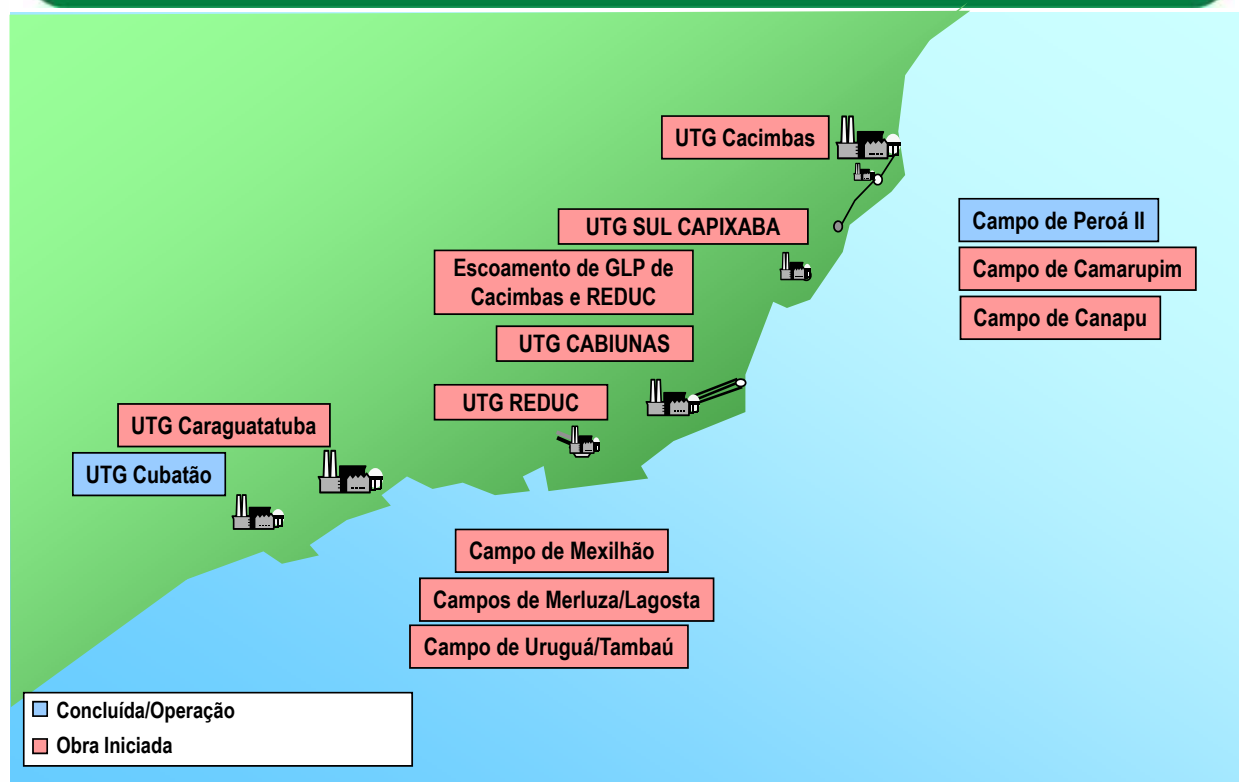 UTG Cacimbas
UTG SUL CAPIXABA
Campo de Peroá II
Escoamento de GLP de
Cacimbas e REDUC
Campo de Camarupim
Campo de Canapu
UTG CABIUNAS
UTG REDUC
UTG Caraguatatuba
UTG Cubatão
Campo de Mexilhão
Campos de Merluza/Lagosta
Campo de Uruguá/Tambaú
Concluída/Operação
Obra Iniciada